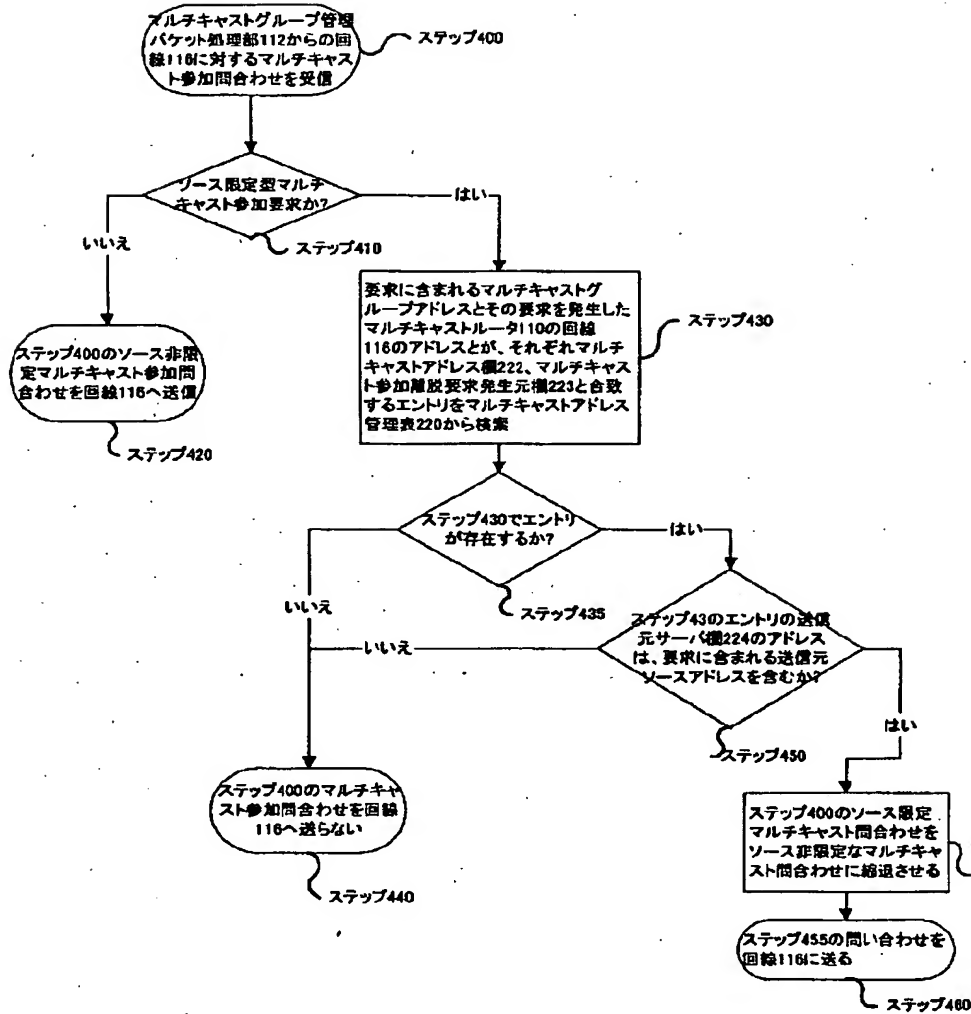 マルチキャストグループ管理
パケット処理部112からの回
線116に対するマルチキャス
ト参加問合わせを受信
ステップ400
ソース限定型マルチ
キャスト参加要求か?
はい
いいえ
ステップ410
ステップ400のソース非限
定マルチキャスト参加問
合わせを回線116へ送信
ステップ420
要求に含まれるマルチキャストグ
ループアドレスとその要求を発生した
マルチキャストルータ110の回線
116のアドレスとが、それぞれマルチ
キャストアドレス欄222、マルチキャス
ト参加離脱要求発生元欄223と合致
するエントリをマルチキャストアドレス
管理表220から検索
ステップ430
ステップ430でエントリ
が存在するか?
はい
いいえ
ステップ435
ステップ43のエントリの送信
元サーバ欄224のアドレス
は、要求に含まれる送信元
ソースアドレスを含むか?
いいえ
はい
ステップ450
ステップ400のマルチキャ
スト参加問合わせを回線
116へ送らない
ステップ440
ステップ400のソース限定
マルチキャスト問合わせを
ソース非限定なマルチキャ
スト問合わせに縮退させる
ステップ455の問い合わせを
回線116に送る
ステップ460